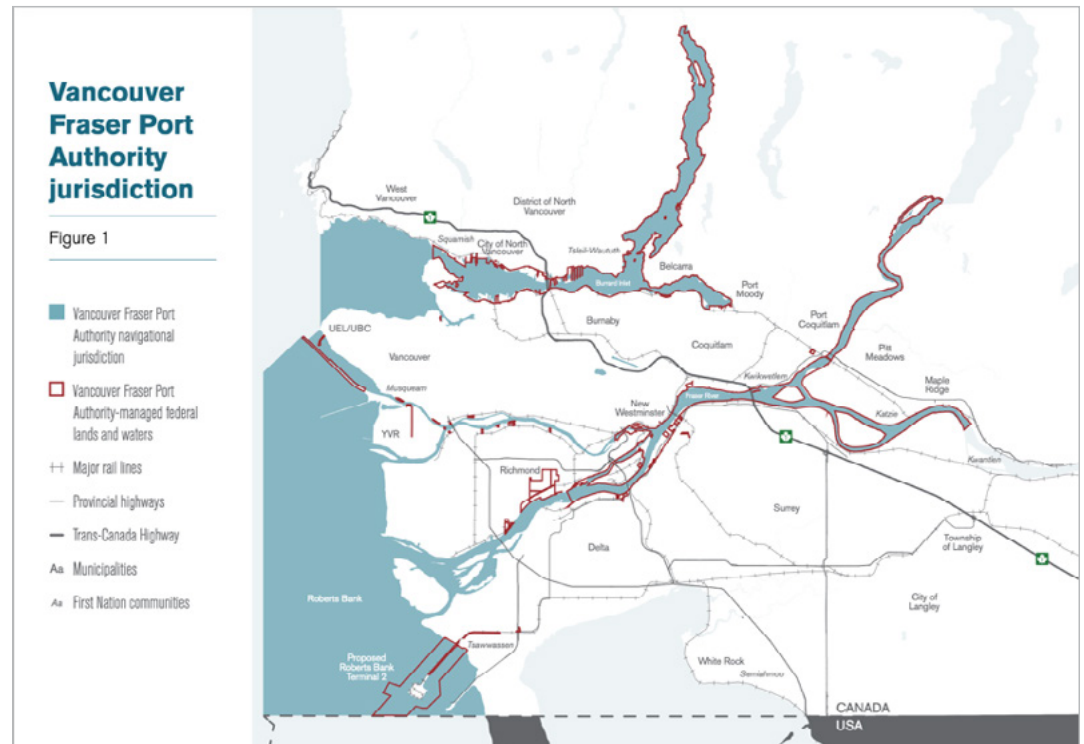 Vancouver
Fraser Port
Authority
jurisdiction
Figure 1
Vancouver Fraser Port
Authority navigational
jurisdiction
Vancouver Fraser Port
Authority-managed federal
lands and waters
Major rail lines
Provincial highways
Trans-Canada Highway
Aa Municipalities
Aa First Nation communities
West
Vancouver
District of North
Vancouver
Squamish
City of North
Vancouver
Tsleil-Waututh
Burrard Inlet
Belcarra
Port
Moody
UEL/UBC
Vancouver
Burnaby
Coquitlam
Port
Coquitlam
Pitt
Meadows
Maple
Ridge
Musqueam
Kwikwetlem
YVR
New
Westminster
Fraser River
Katzie
Kwantlen
Richmond
Surrey
Delta
Township
of Langley
City of
Langley
Roberts Bank
Tsawwassen
Proposed
Roberts Bank
Terminal 2
White Rock
Semiahmoo
CANADA
USA